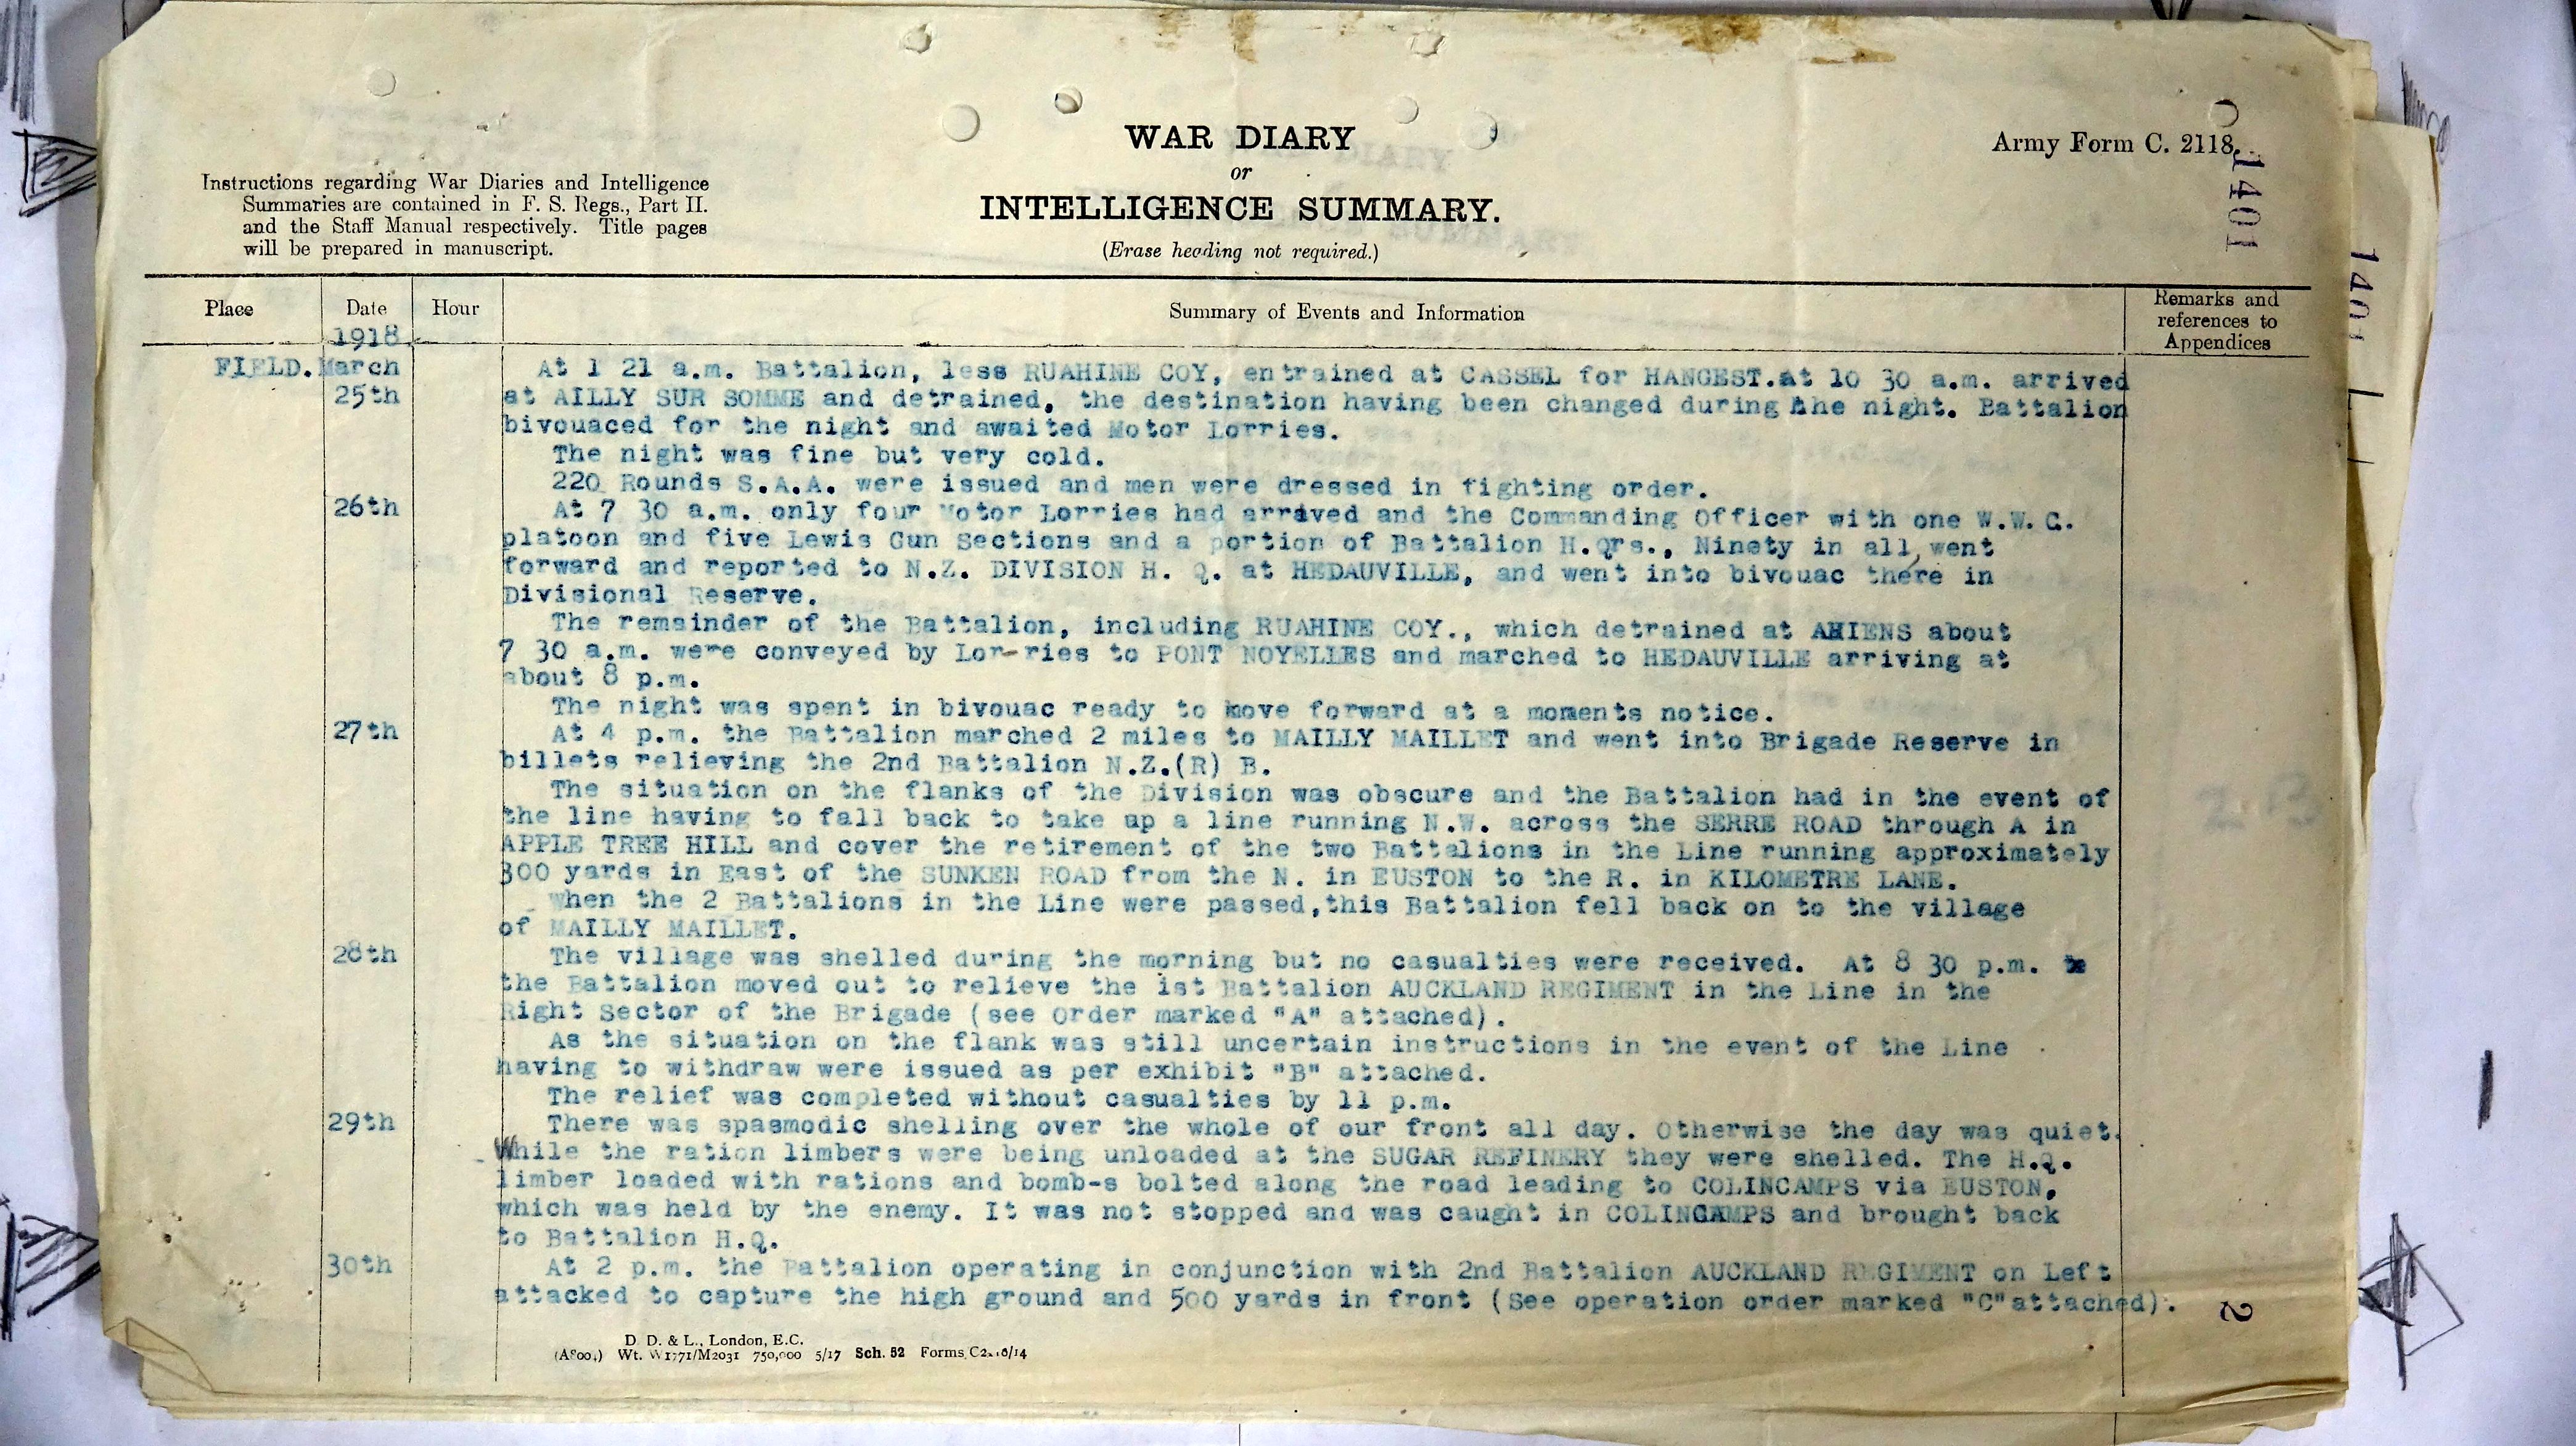 WAR DIARY
or
INTELLIGENCE SUMMARY.
(Erase heading not required.)
Army Form C. 2118.
1401
Instructions regarding War Diaries and Intelligence
Summaries are contained in F. S. Regs., Part II.
and the Staff Manual respectively. Title pages
will be prepared in manuscript.
Place Date Hour Summary of Events and Information Remarks and references to Appendices
1918
FIELD. March At 1 21 a.m. Battalion, less RUAHINE COY, entrained at CASSEL for HANGEST.at 10 30 a.m. arrived
25th at AILLY SUR SOMME and detrained, the destination having been changed during the night. Battalion
bivouaced for the night and awaited Motor Lorries.
The night was fine but very cold.
220 Rounds S.A.A. were issued and men were dressed in fighting order.
26th At 7 30 a.m. only four Motor Lorries had arrived and the Commanding Officer with one W.W.C.
platoon and five Lewis Gun Sections and a portion of Battalion H.Qrs., Ninety in all, went
forward and reported to N.Z. DIVISION H. Q. at HEDAUVILLE, and went into bivouac there in
Divisional Reserve.
The remainder of the Battalion, including RUAHINE COY., which detrained at AMIENS about
7 30 a.m. were conveyed by Lor-ries to PONT NOYELLES and marched to HEDAUVILLE arriving at
about 8 p.m.
The night was spent in bivouac ready to move forward at a moments notice.
27th At 4 p.m. the Battalion marched 2 miles to MAILLY MAILLET and went into Brigade Reserve in
billets relieving the 2nd Battalion N.Z.(R) B.
The situation on the flanks of the Division was obscure and the Battalion had in the event of
the line having to fall back to take up a line running N.W. across the SERRE ROAD through A in
APPLE TREE HILL and cover the retirement of the two Battalions in the Line running approximately
300 yards in East of the SUNKEN ROAD from the N. in EUSTON to the R. in KILOMETRE LANE.
When the 2 Battalions in the Line were passed,this Battalion fell back on to the village
of MAILLY MAILLET.
28th The village was shelled during the morning but no casualties were received. At 8 30 p.m.
the Battalion moved out to relieve the 1st Battalion AUCKLAND REGIMENT in the Line in the
Right Sector of the Brigade (see Order marked "A" attached).
As the situation on the flank was still uncertain instructions in the event of the Line
having to withdraw were issued as per exhibit "B" attached.
The relief was completed without casualties by 11 p.m.
29th There was spasmodic shelling over the whole of our front all day. Otherwise the day was quiet.
While the ration limbers were being unloaded at the SUGAR REFINERY they were shelled. The H.Q.
limber loaded with rations and bomb-s bolted along the road leading to COLINCAMPS via EUSTON,
which was held by the enemy. It was not stopped and was caught in COLINCAMPS and brought back
to Battalion H.Q.
30th At 2 p.m. the Battalion operating in conjunction with 2nd Battalion AUCKLAND REGIMENT on Left
attacked to capture the high ground and 500 yards in front (See operation order marked "C"attached).
2
D. D. & L., London, E.C.
Wt. W1771/M2031 750,000 5/17 Sch. 52 Forms